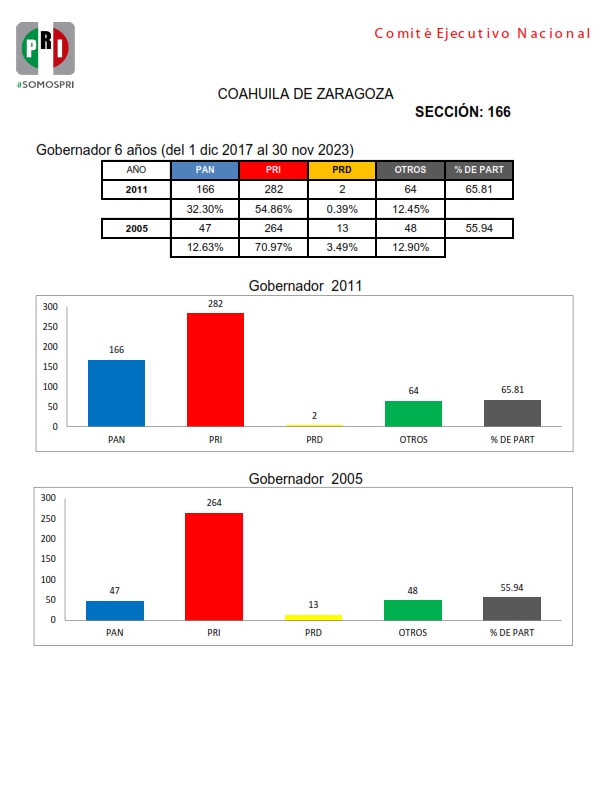 Comité Ejecutivo Nacional
PRI
#SOMOSPRI
COAHUILA DE ZARAGOZA
SECCIÓN: 166
Gobernador 6 años (del 1 dic 2017 al 30 nov 2023)
AÑO PAN PRI PRD OTROS % DE PART
2011 166 282 2 64 65.81
32.30% 54.86% 0.39% 12.45%
2005 47 264 13 48 55.94
12.63% 70.97% 3.49% 12.90%
Gobernador 2011
300
250
200
150
100
50
0
166
282
2
64
65.81
PAN PRI PRD OTROS % DE PART
Gobernador 2005
300
250
200
150
100
50
0
47
264
13
48
55.94
PAN PRI PRD OTROS % DE PART